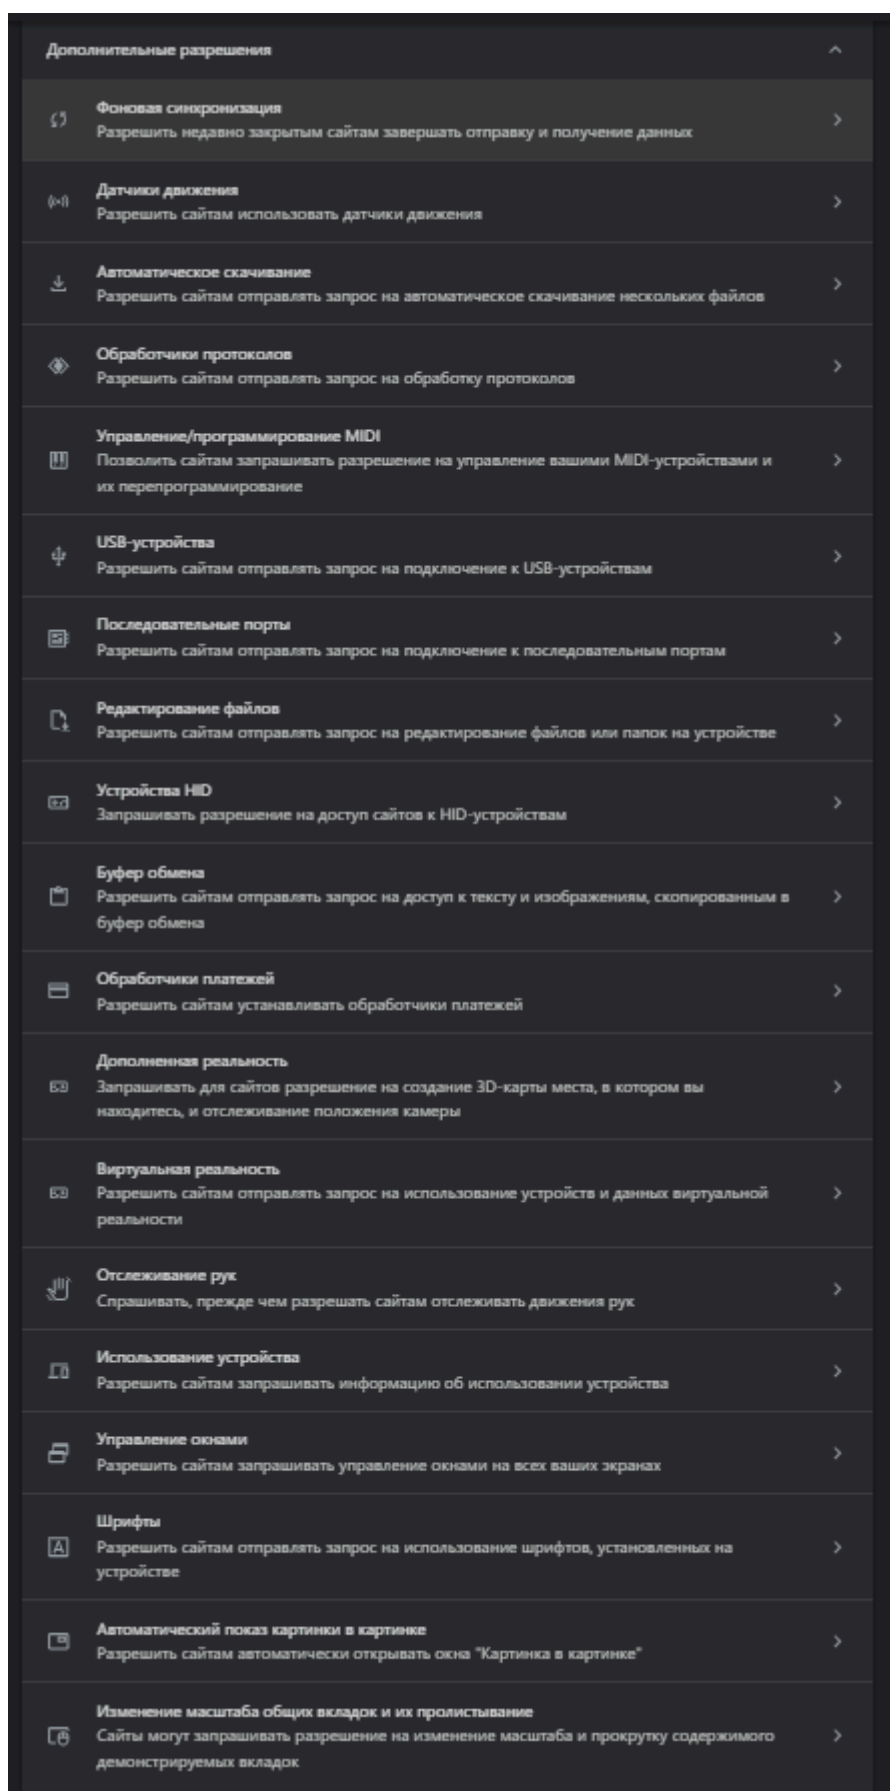 Дополнительные разрешения
Фоновая синхронизация
Разрешить недавно закрытым сайтам завершать отправку и получение данных
Датчики движения
Разрешить сайтам использовать датчики движения
Автоматическое скачивание
Разрешить сайтам отправлять запрос на автоматическое скачивание нескольких файлов
Обработчики протоколов
Разрешить сайтам отправлять запрос на обработку протоколов
Управление/программирование MIDI
Позволить сайтам запрашивать разрешение на управление вашими MIDI-устройствами и
их перепрограммирование
USB-устройства
Разрешить сайтам отправлять запрос на подключение к USB-устройствам
Последовательные порты
Разрешить сайтам отправлять запрос на подключение к последовательным портам
Редактирование файлов
Разрешить сайтам отправлять запрос на редактирование файлов или папок на устройстве
Устройства HID
Запрашивать разрешение на доступ сайтов к HID-устройствам
Буфер обмена
Разрешить сайтам отправлять запрос на доступ к тексту и изображениям, скопированным в
буфер обмена
Обработчики платежей
Разрешить сайтам устанавливать обработчики платежей
Дополненная реальность
Запрашивать для сайтов разрешение на создание 3D-карты места, в котором вы
находитесь, и отслеживание положения камеры
Виртуальная реальность
Разрешить сайтам отправлять запрос на использование устройств и данных виртуальной
реальности
Отслеживание рук
Спрашивать, прежде чем разрешать сайтам отслеживать движения рук
Использование устройства
Разрешить сайтам запрашивать информацию об использовании устройства
Управление окнами
Разрешить сайтам запрашивать управление окнами на всех ваших экранах
Шрифты
Разрешить сайтам отправлять запрос на использование шрифтов, установленных на
устройстве
Автоматический показ картинки в картинке
Разрешить сайтам автоматически открывать окна "Картинка в картинке"
Изменение масштаба общих вкладок и их пролистывание
Сайты могут запрашивать разрешение на изменение масштаба и прокрутку содержимого
демонстрируемых вкладок